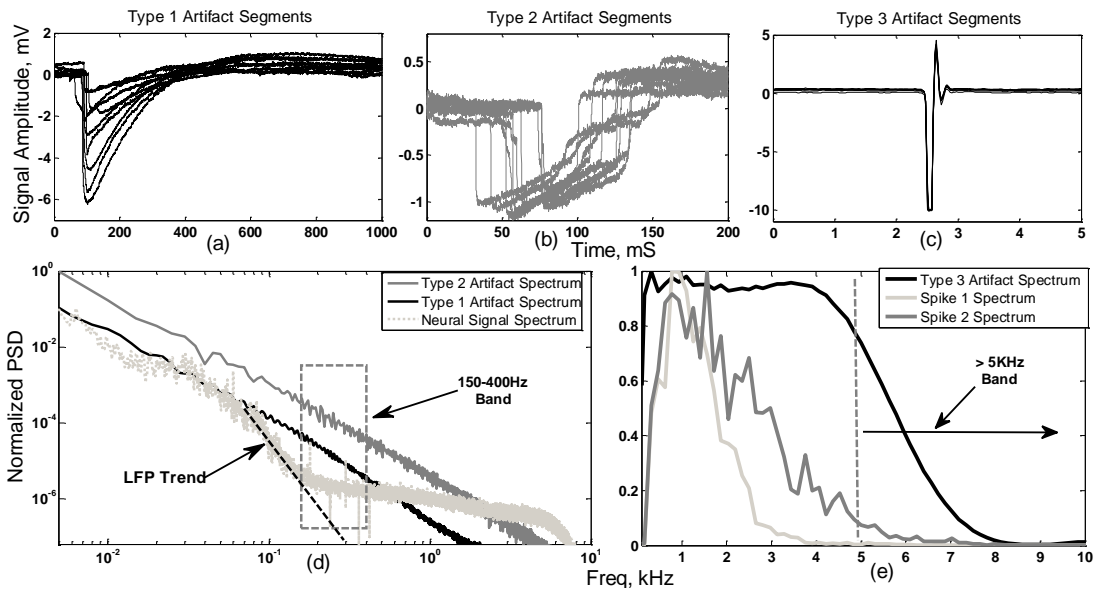 Type 1 Artifact Segments
Type 2 Artifact Segments
Type 3 Artifact Segments
Signal Amplitude, mV
2
0
-2
-4
-6
0 200 400 600 800 1000
(a)
0.5
0
-0.5
-1
0 50 100 150 200
(b)
Time, mS
5
0
-5
-10
0 1 2 3 4 5
(c)
Normalized PSD
10^0
10^-2
10^-4
10^-6
10^-2 10^-1 10^0 10^1
(d)
Type 2 Artifact Spectrum
Type 1 Artifact Spectrum
Neural Signal Spectrum
150-400Hz
Band
LFP Trend
Freq, kHz
1
0.8
0.6
0.4
0.2
0
1 2 3 4 5 6 7 8 9 10
(e)
Type 3 Artifact Spectrum
Spike 1 Spectrum
Spike 2 Spectrum
> 5KHz
Band